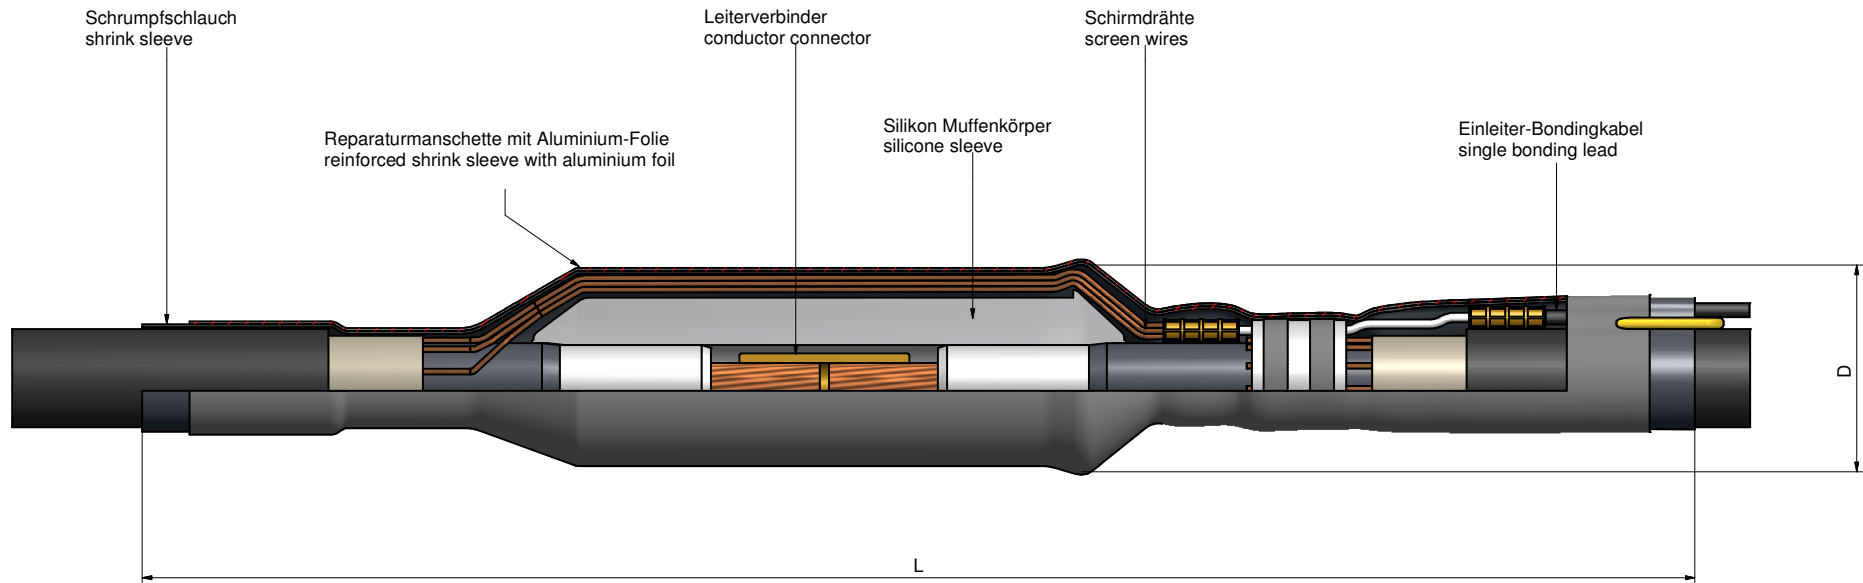 Schrumpfschlauch
shrink sleeve
Leiterverbinder
conductor connector
Schirmdrähte
screen wires
Reparaturmanschette mit Aluminium-Folie
reinforced shrink sleeve with aluminium foil
Silikon Muffenkörper
silicone sleeve
Einleiter-Bondingkabel
single bonding lead
D
L